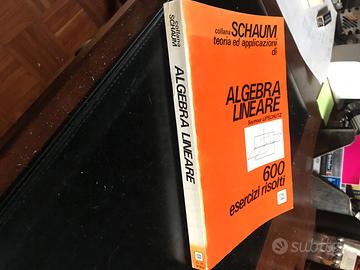 collana
SCHAUM
ALGEBRA LINEARE
collana SCHAUM
teoria ed applicazioni
di
ALGEBRA
LINEARE
Seymour LIPSCHUTZ
600
esercizi risolti
subito